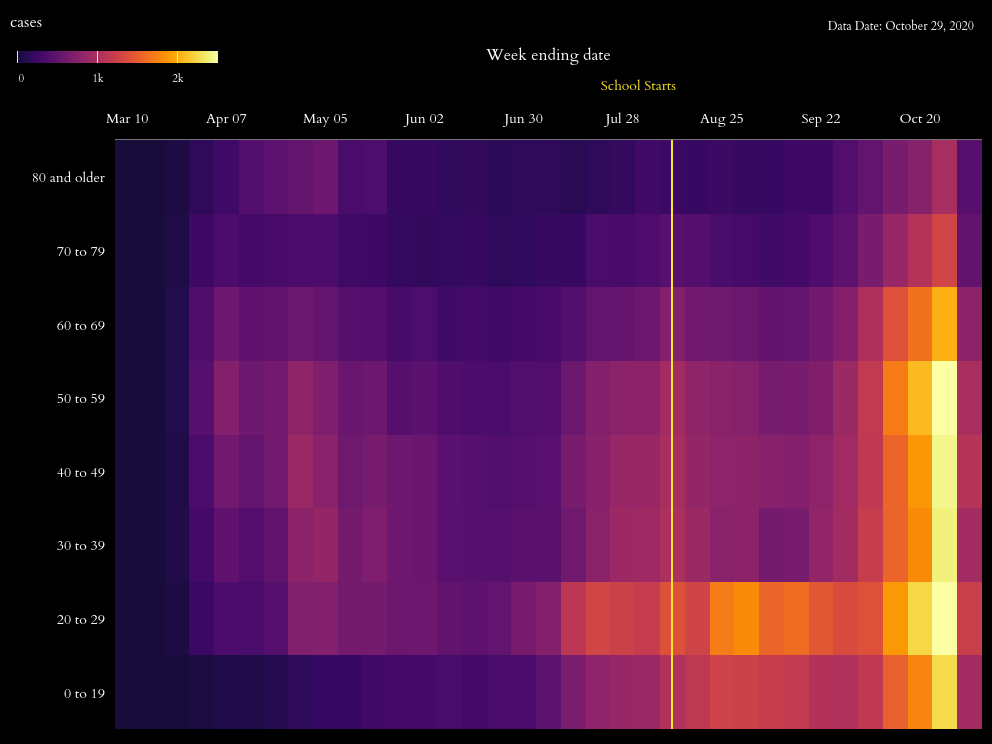 cases
Data Date: October 29, 2020
0 1k 2k
Week ending date
School Starts
Mar 10 Apr 07 May 05 Jun 02 Jun 30 Jul 28 Aug 25 Sep 22 Oct 20
80 and older
70 to 79
60 to 69
50 to 59
40 to 49
30 to 39
20 to 29
0 to 19